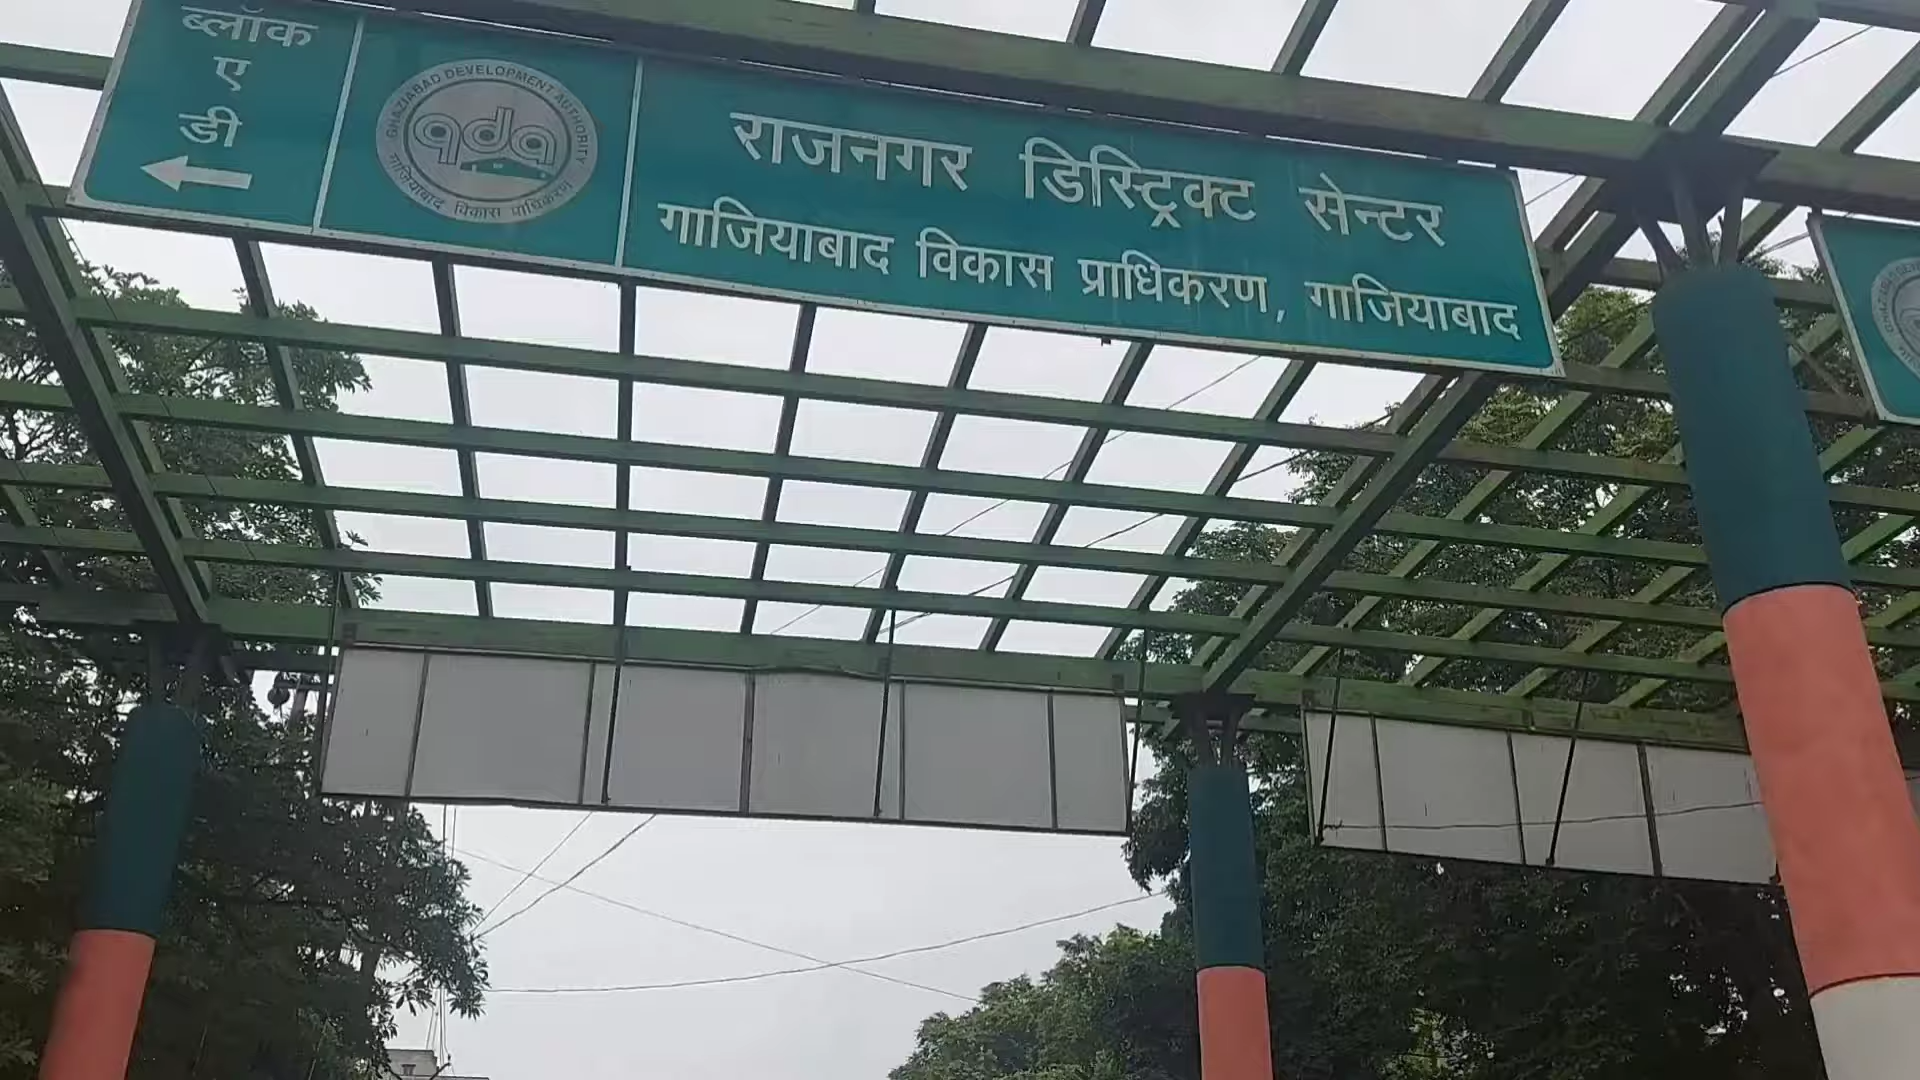 ब्लॉक
ए
डी
GHAZIABAD DEVELOPMENT AUTHORITY
gda
गाजियाबाद विकास प्राधिकरण
राजनगर डिस्ट्रिक्ट सेन्टर
गाजियाबाद विकास प्राधिकरण, गाजियाबाद